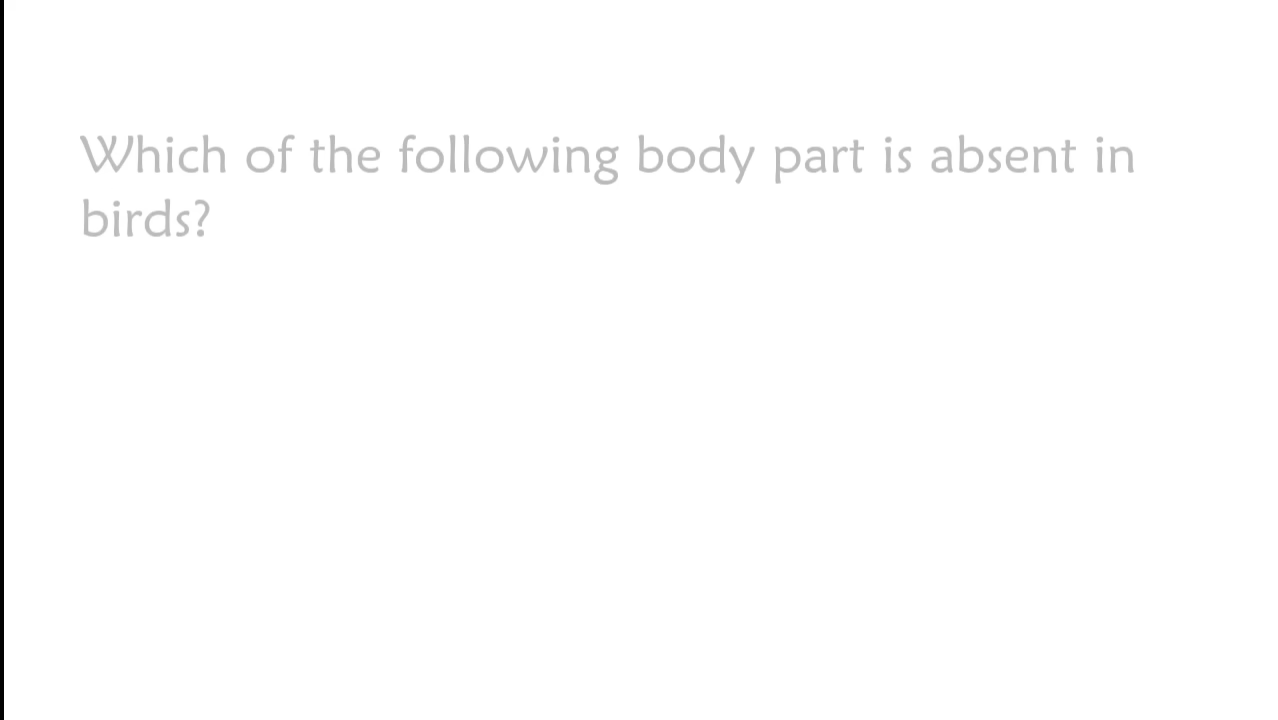 Which of the following body part is absent in
birds?